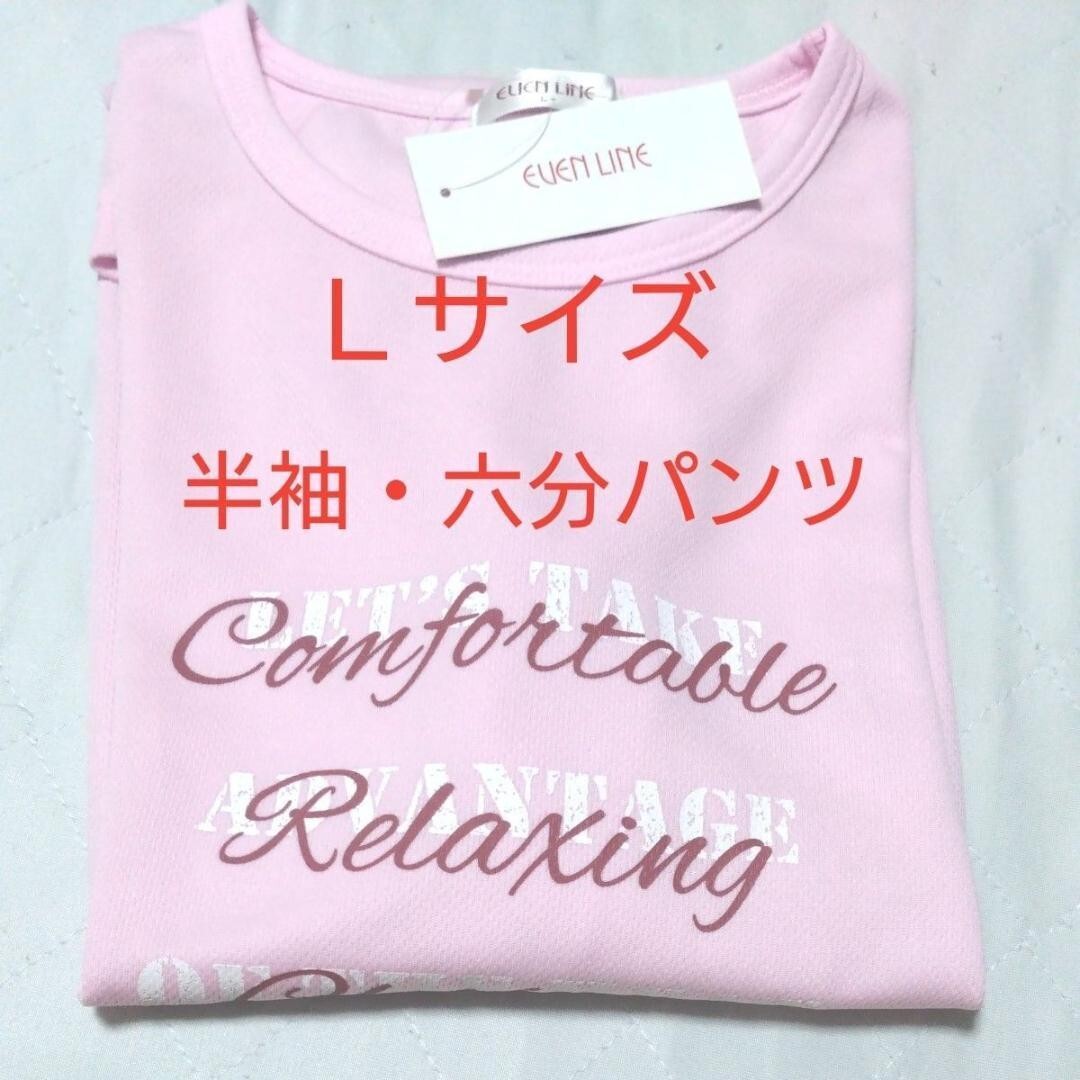 EVEN LINE
L
EVEN LINE
Lサイズ
半袖・六分パンツ
LET'S TAKE
Comfortable
ADVANTAGE
Relaxing